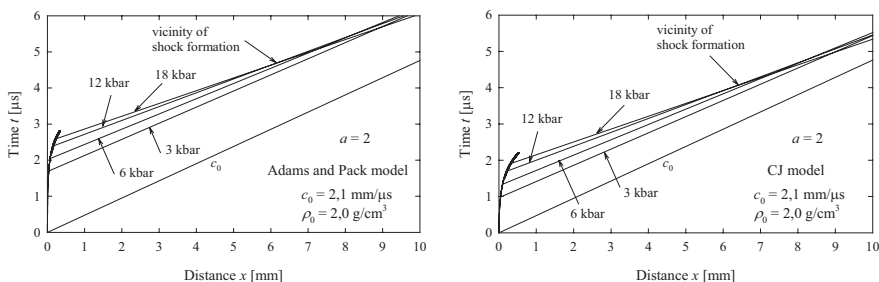 6
5
4
3
2
1
0
Time t [μs]
vicinity of
shock formation
12 kbar
18 kbar
6 kbar
3 kbar
c₀
a = 2
Adams and Pack model
c₀ = 2,1 mm/μs
ρ₀ = 2,0 g/cm³
0 1 2 3 4 5 6 7 8 9 10
Distance x [mm]
6
5
4
3
2
1
0
Time t [μs]
vicinity of
shock formation
12 kbar
18 kbar
6 kbar
3 kbar
c₀
a = 2
CJ model
c₀ = 2,1 mm/μs
ρ₀ = 2,0 g/cm³
0 1 2 3 4 5 6 7 8 9 10
Distance x [mm]